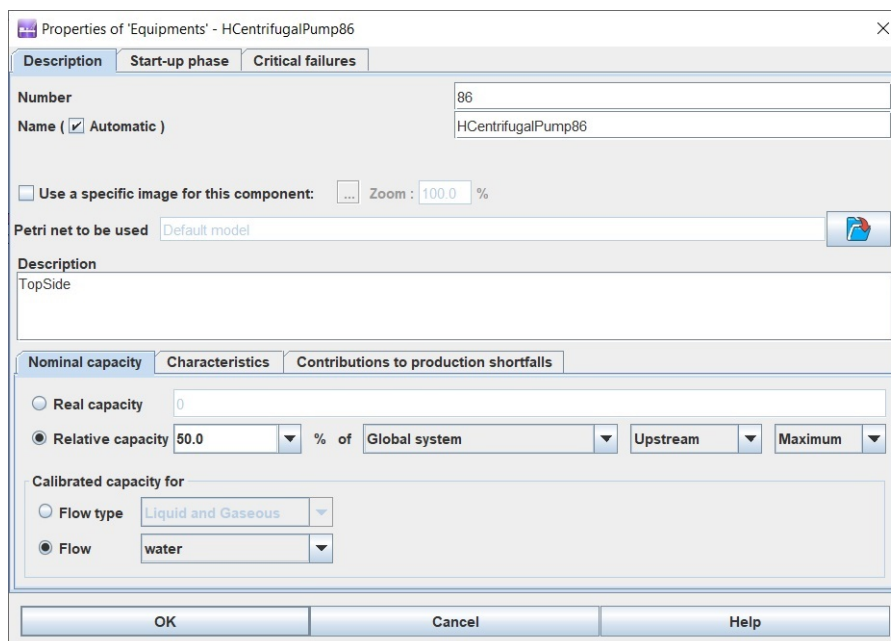 Properties of 'Equipments' - HCentrifugalPump86
Description Start-up phase Critical failures
Number 86
Name ( Automatic ) HCentrifugalPump86
Use a specific image for this component: ... Zoom : 100.0 %
Petri net to be used Default model
Description
TopSide
Nominal capacity Characteristics Contributions to production shortfalls
Real capacity 0
Relative capacity 50.0 % of Global system Upstream Maximum
Calibrated capacity for
Flow type Liquid and Gaseous
Flow water
OK Cancel Help